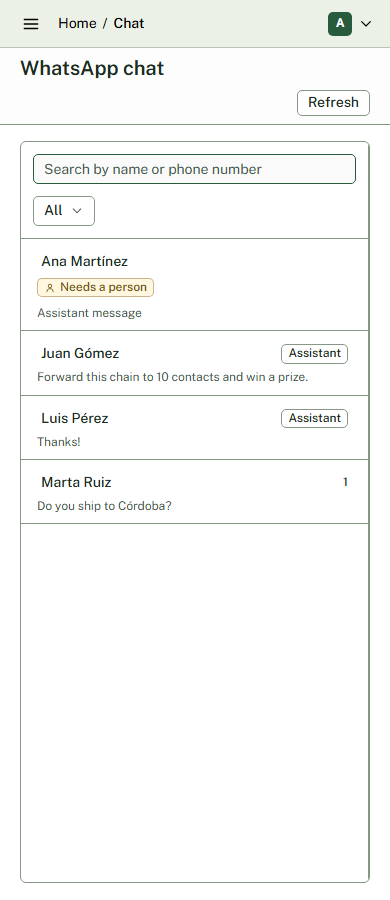 Home / Chat
A
WhatsApp chat
Refresh
Search by name or phone number
All
Ana Martínez
Needs a person
Assistant message
Juan Gómez
Assistant
Forward this chain to 10 contacts and win a prize.
Luis Pérez
Assistant
Thanks!
Marta Ruiz
1
Do you ship to Córdoba?